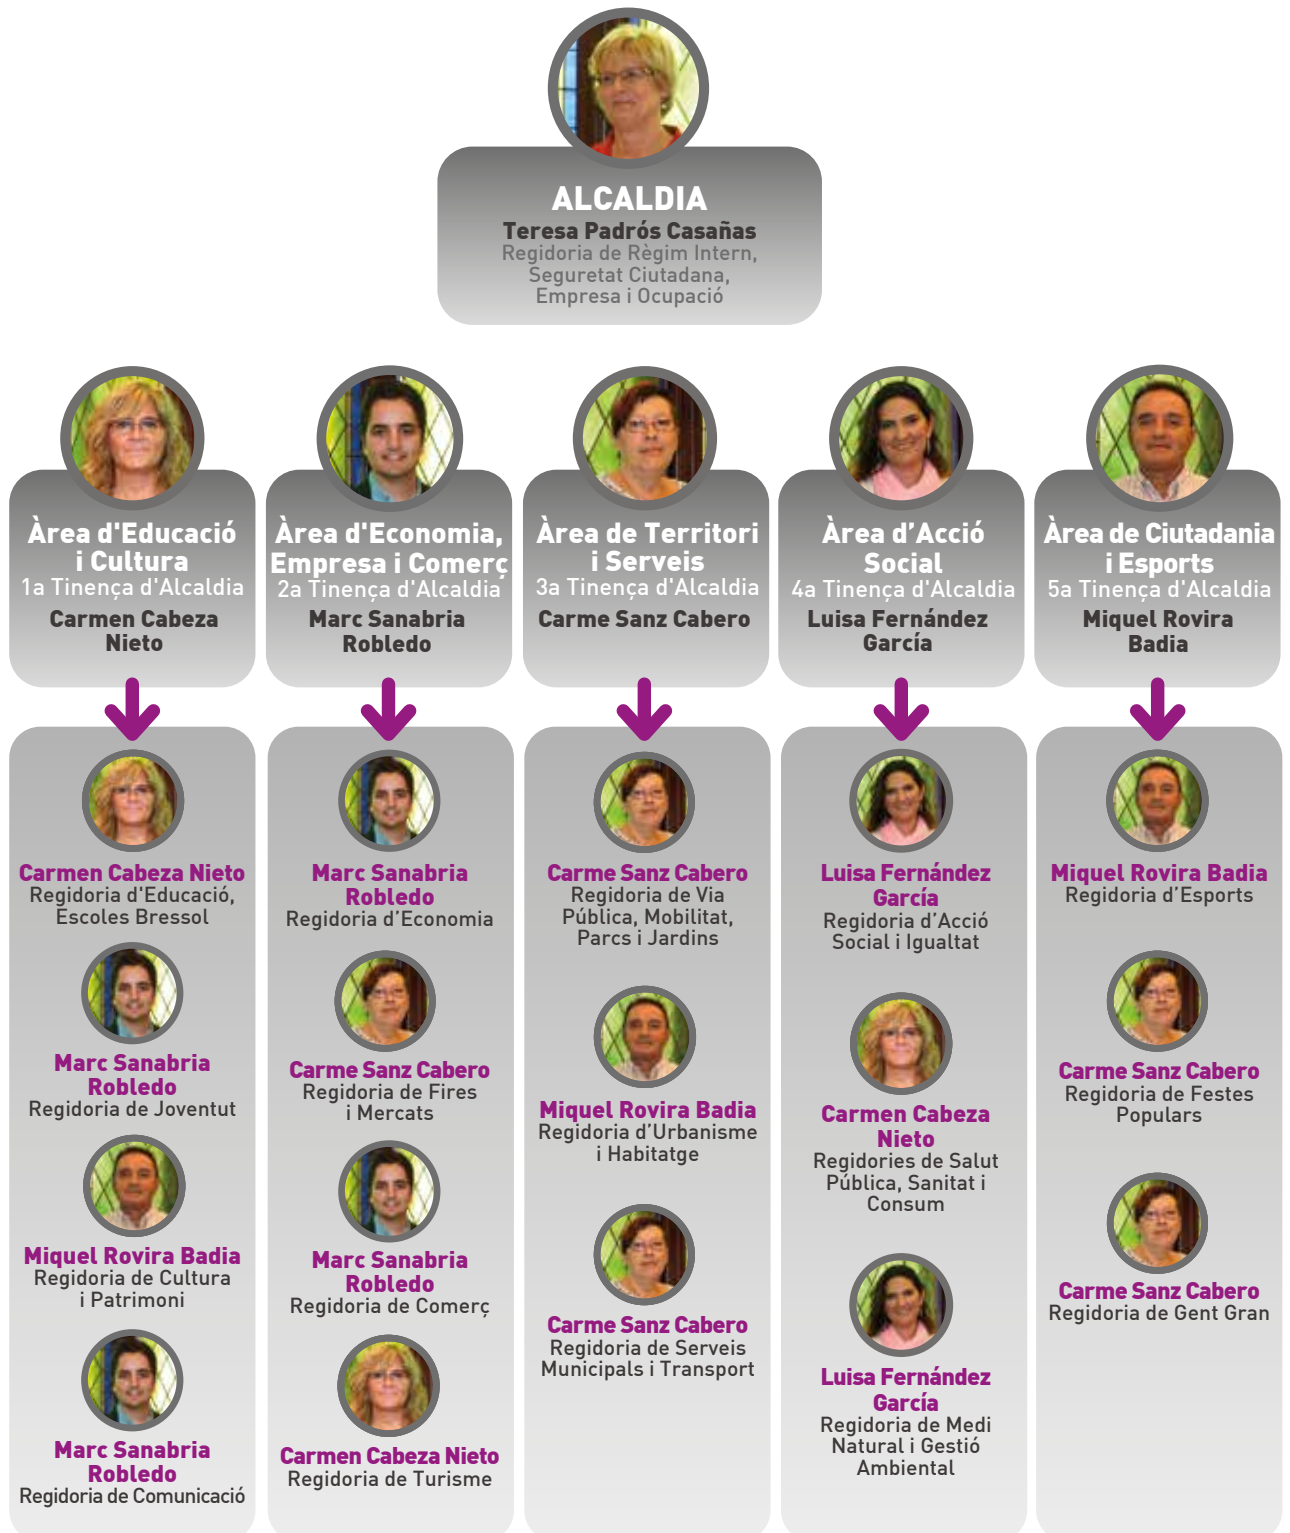 ALCALDIA
Teresa Padrós Casañas
Regidoria de Règim Intern,
Seguretat Ciutadana,
Empresa i Ocupació
Àrea d'Educació
i Cultura
1a Tinença d'Alcaldia
Carmen Cabeza
Nieto
Àrea d'Economia,
Empresa i Comerç
2a Tinença d'Alcaldia
Marc Sanabria
Robledo
Àrea de Territori
i Serveis
3a Tinença d'Alcaldia
Carme Sanz Cabero
Àrea d’Acció
Social
4a Tinença d'Alcaldia
Luisa Fernández
García
Àrea de Ciutadania
i Esports
5a Tinença d'Alcaldia
Miquel Rovira
Badia
Carmen Cabeza Nieto
Regidoria d'Educació,
Escoles Bressol
Marc Sanabria
Robledo
Regidoria de Joventut
Miquel Rovira Badia
Regidoria de Cultura
i Patrimoni
Marc Sanabria
Robledo
Regidoria de Comunicació
Marc Sanabria
Robledo
Regidoria d’Economia
Carme Sanz Cabero
Regidoria de Fires
i Mercats
Marc Sanabria
Robledo
Regidoria de Comerç
Carmen Cabeza Nieto
Regidoria de Turisme
Carme Sanz Cabero
Regidoria de Via
Pública, Mobilitat,
Parcs i Jardins
Miquel Rovira Badia
Regidoria d’Urbanisme
i Habitatge
Carme Sanz Cabero
Regidoria de Serveis
Municipals i Transport
Luisa Fernández
García
Regidoria d’Acció
Social i Igualtat
Carmen Cabeza
Nieto
Regidories de Salut
Pública, Sanitat i
Consum
Luisa Fernández
García
Regidoria de Medi
Natural i Gestió
Ambiental
Miquel Rovira Badia
Regidoria d’Esports
Carme Sanz Cabero
Regidoria de Festes
Populars
Carme Sanz Cabero
Regidoria de Gent Gran